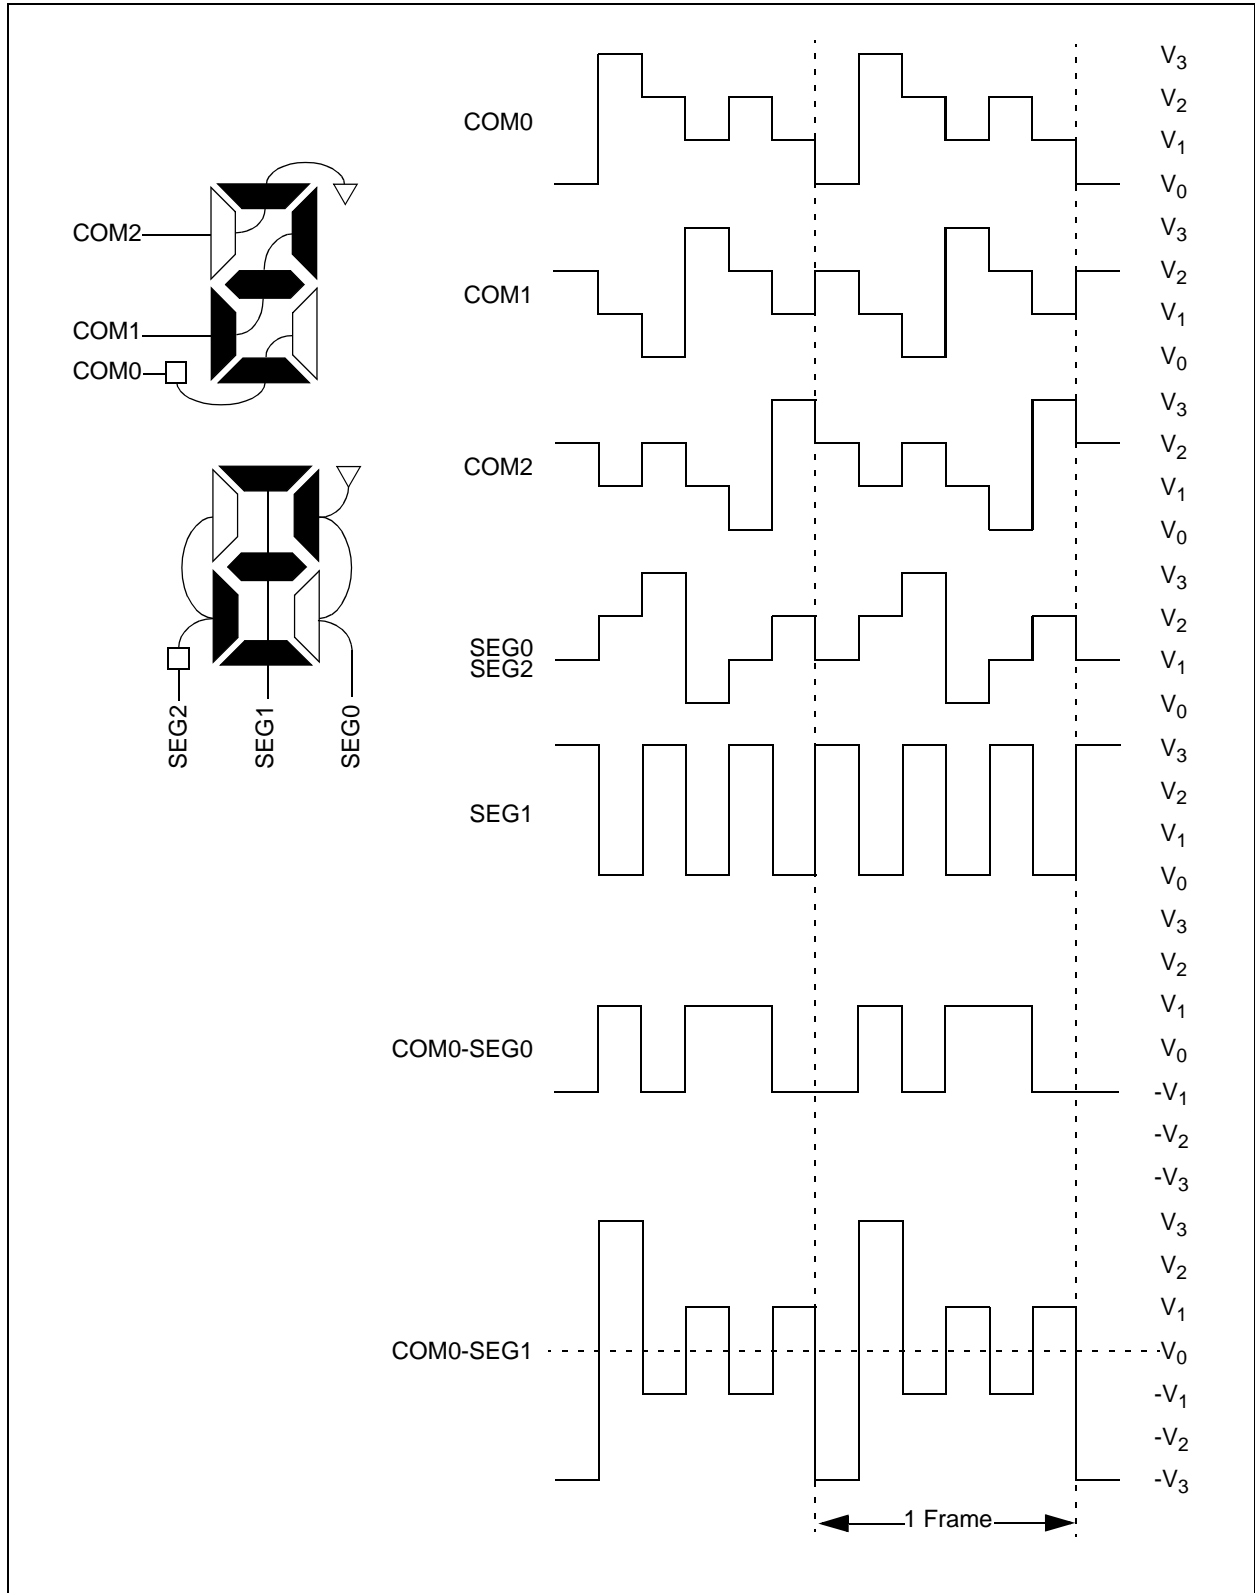 COM2
COM1
COM0
SEG2
SEG1
SEG0
COM0
V3
V2
V1
V0
COM1
V3
V2
V1
V0
COM2
V3
V2
V1
V0
SEG0
SEG2
V3
V2
V1
V0
SEG1
V3
V2
V1
V0
COM0-SEG0
V3
V2
V1
V0
-V1
-V2
-V3
COM0-SEG1
V3
V2
V1
V0
-V1
-V2
-V3
1 Frame